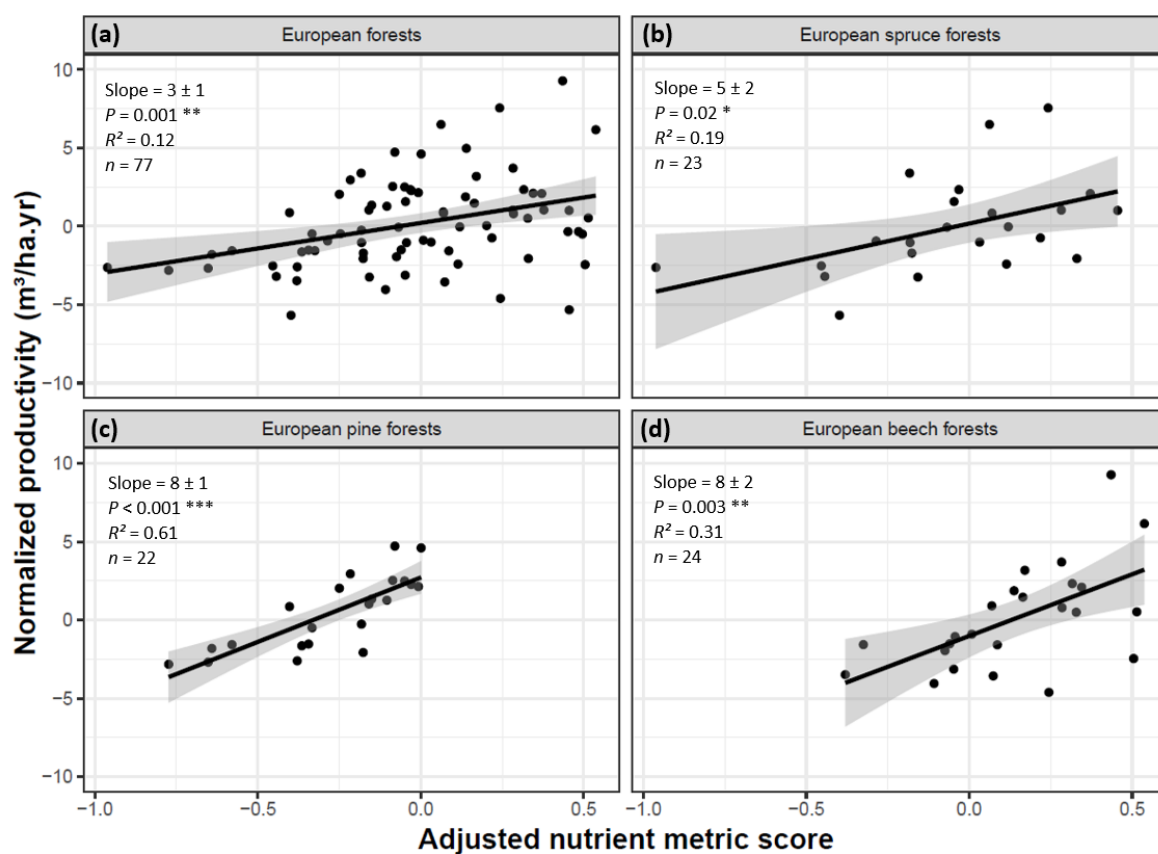 (a) European forests
Slope = 3 ± 1
P = 0.001 **
R² = 0.12
n = 77
(b) European spruce forests
Slope = 5 ± 2
P = 0.02 *
R² = 0.19
n = 23
10
5
0
−5
−10
(c) European pine forests
Slope = 8 ± 1
P < 0.001 ***
R² = 0.61
n = 22
(d) European beech forests
Slope = 8 ± 2
P = 0.003 **
R² = 0.31
n = 24
10
5
0
−5
−10
−1.0 −0.5 0.0 0.5
−1.0 −0.5 0.0 0.5
Normalized productivity (m³/ha.yr)
Adjusted nutrient metric score